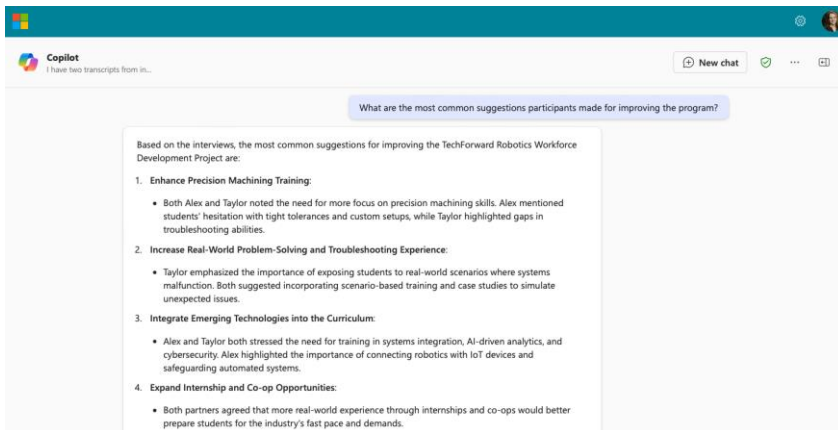 Copilot
I have two transcripts from in...
New chat
What are the most common suggestions participants made for improving the program?
Based on the interviews, the most common suggestions for improving the TechForward Robotics Workforce
Development Project are:
1. Enhance Precision Machining Training:
• Both Alex and Taylor noted the need for more focus on precision machining skills. Alex mentioned
students' hesitation with tight tolerances and custom setups, while Taylor highlighted gaps in
troubleshooting abilities.
2. Increase Real-World Problem-Solving and Troubleshooting Experience:
• Taylor emphasized the importance of exposing students to real-world scenarios where systems
malfunction. Both suggested incorporating scenario-based training and case studies to simulate
unexpected issues.
3. Integrate Emerging Technologies into the Curriculum:
• Alex and Taylor both stressed the need for training in systems integration, AI-driven analytics, and
cybersecurity. Alex highlighted the importance of connecting robotics with IoT devices and
safeguarding automated systems.
4. Expand Internship and Co-op Opportunities:
• Both partners agreed that more real-world experience through internships and co-ops would better
prepare students for the industry's fast pace and demands.